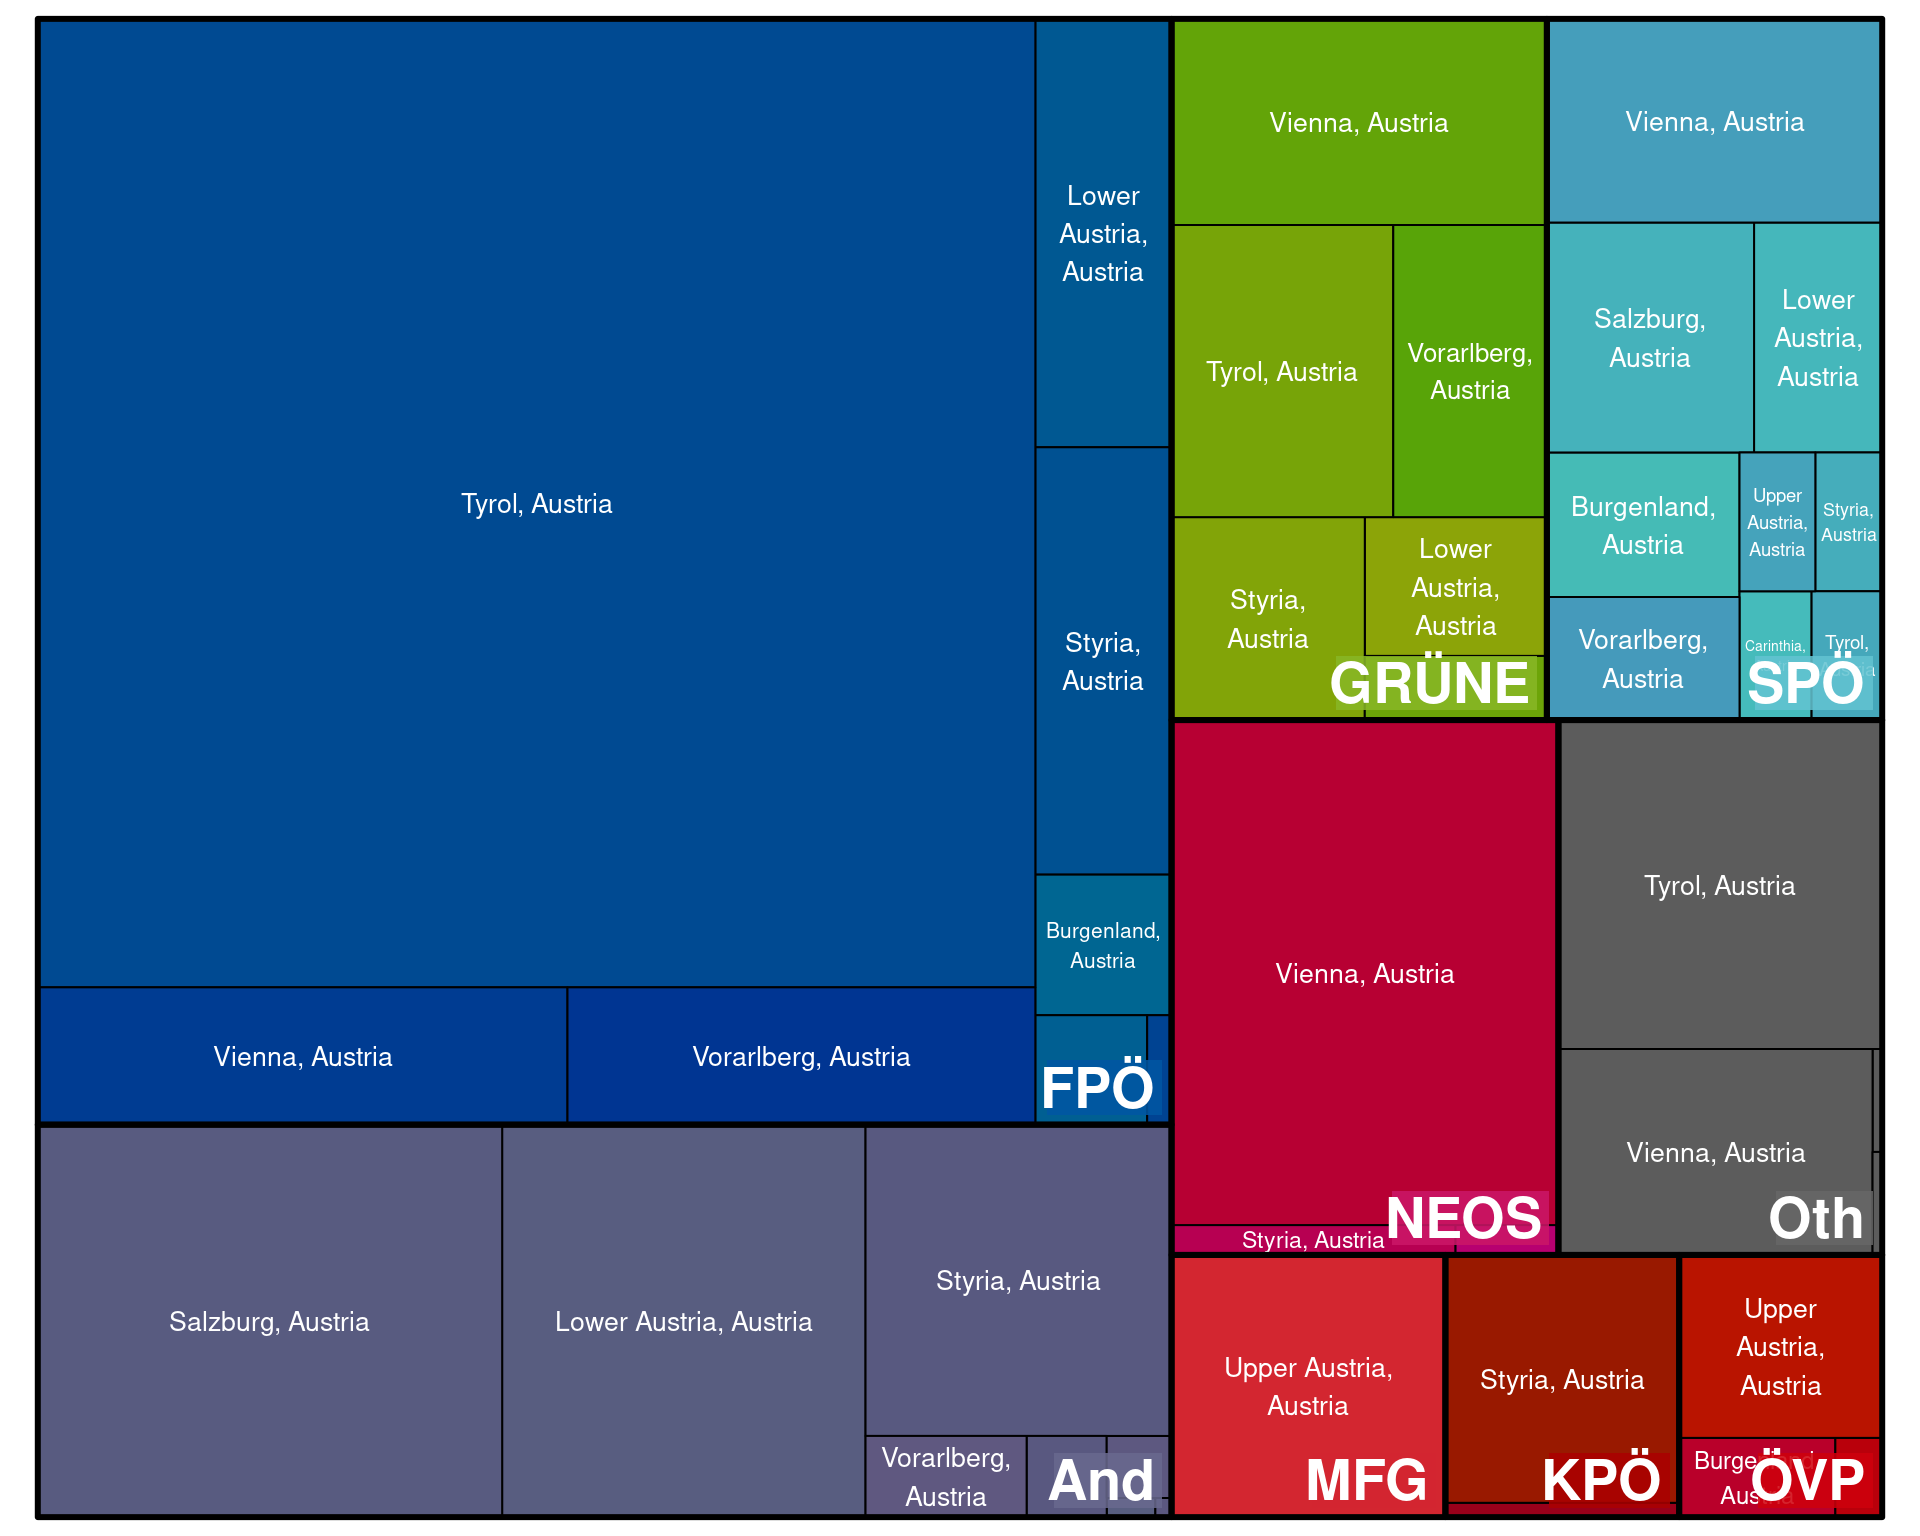 Tyrol, Austria
Lower
Austria,
Austria
Styria,
Austria
Burgenland,
Austria
Vienna, Austria
Vorarlberg, Austria
FPÖ
Salzburg, Austria
Lower Austria, Austria
Styria, Austria
Vorarlberg,
Austria
And
Vienna, Austria
Tyrol, Austria
Vorarlberg,
Austria
Styria,
Austria
Lower
Austria,
Austria
GRÜNE
Vienna, Austria
Salzburg,
Austria
Lower
Austria,
Austria
Burgenland,
Austria
Upper
Austria,
Austria
Styria,
Austria
Vorarlberg,
Austria
Carinthia,
Tyrol,
SPÖ
Vienna, Austria
Styria, Austria
NEOS
Tyrol, Austria
Vienna, Austria
Oth
Upper Austria,
Austria
MFG
Styria, Austria
KPÖ
Upper
Austria,
Austria
Burgenland,
Austria
ÖVP